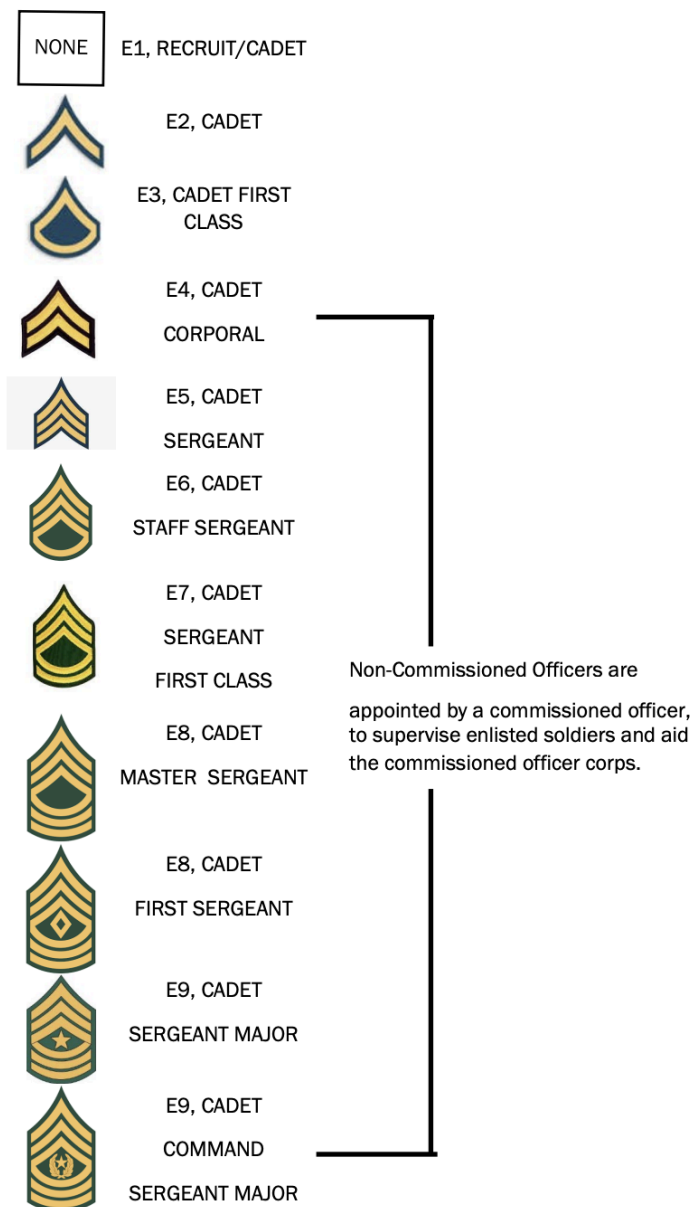 NONE
E1, RECRUIT/CADET
E2, CADET
E3, CADET FIRST
CLASS
E4, CADET
CORPORAL
E5, CADET
SERGEANT
E6, CADET
STAFF SERGEANT
E7, CADET
SERGEANT
FIRST CLASS
Non-Commissioned Officers are
appointed by a commissioned officer,
to supervise enlisted soldiers and aid
the commissioned officer corps.
E8, CADET
MASTER SERGEANT
E8, CADET
FIRST SERGEANT
E9, CADET
SERGEANT MAJOR
E9, CADET
COMMAND
SERGEANT MAJOR